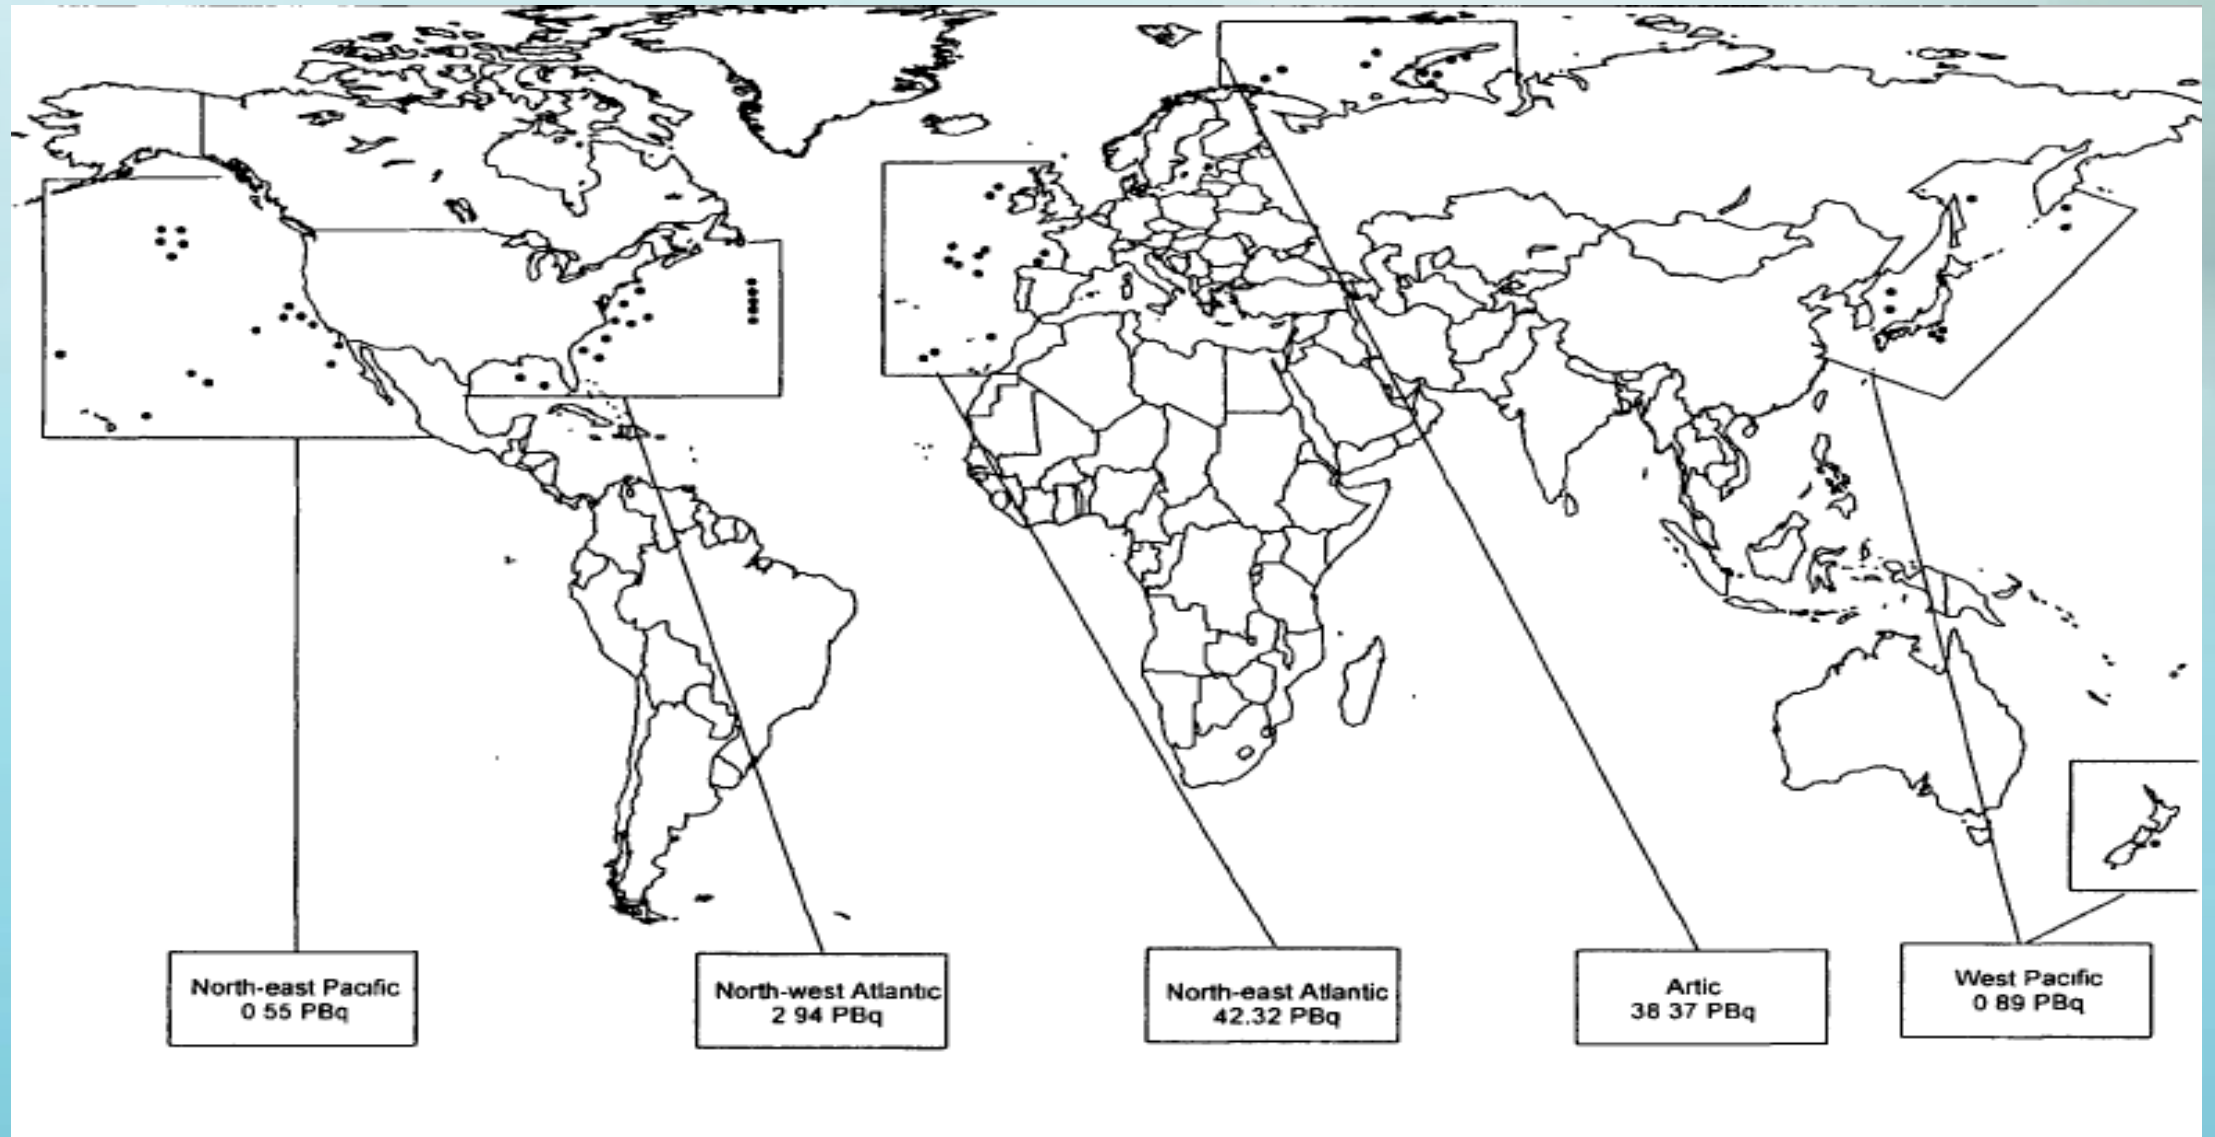 North-east Pacific
0 55 PBq
North-west Atlantic
2 94 PBq
North-east Atlantic
42.32 PBq
Artic
38 37 PBq
West Pacific
0 89 PBq